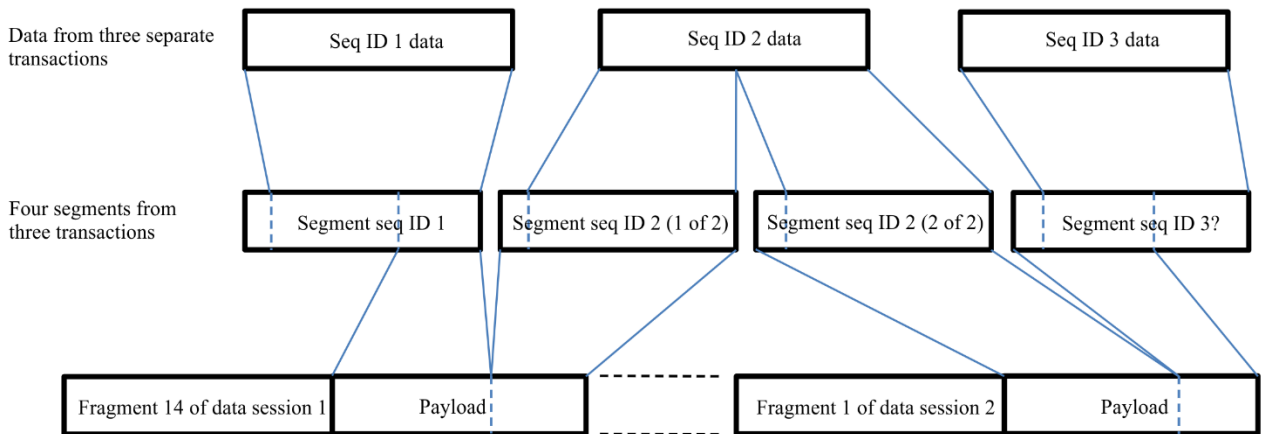 Data from three separate
transactions
Seq ID 1 data
Seq ID 2 data
Seq ID 3 data
Four segments from
three transactions
Segment seq ID 1
Segment seq ID 2 (1 of 2)
Segment seq ID 2 (2 of 2)
Segment seq ID 3?
Fragment 14 of data session 1
Payload
Fragment 1 of data session 2
Payload